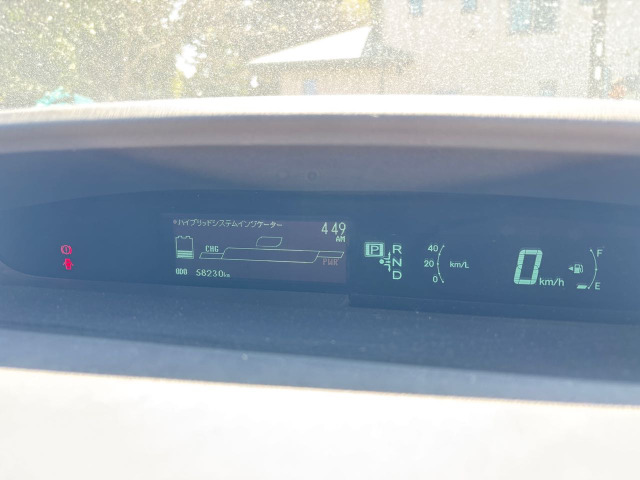 *ハイブリッドシステムインジケーター
4 49
AM
CHG
PWR
ODO 58230km
P R
N
D
40
20 km/L
0
0 km/h
F
E